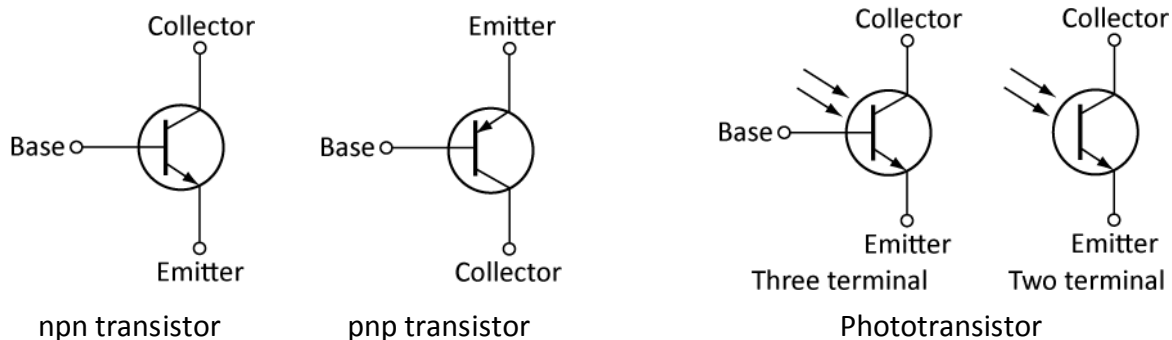 Collector
Base
Emitter
npn transistor
Emitter
Base
Collector
pnp transistor
Collector
Base
Emitter
Three terminal
Collector
Emitter
Two terminal
Phototransistor